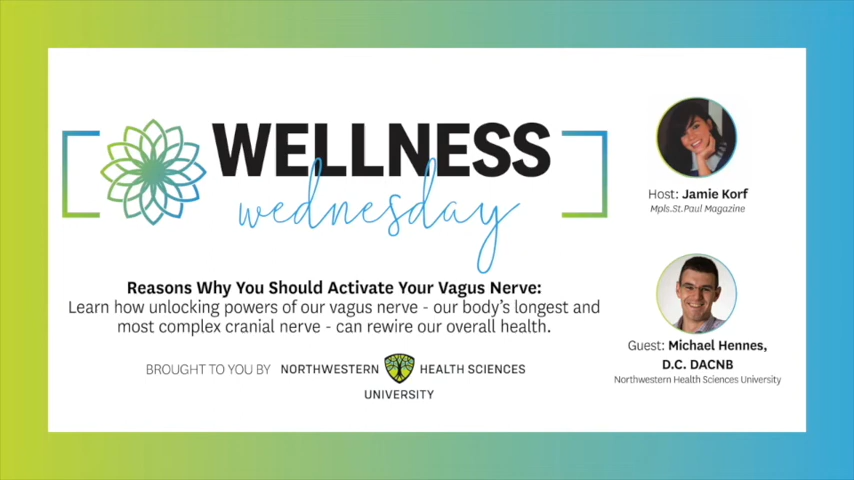 WELLNESS
wednesday
Reasons Why You Should Activate Your Vagus Nerve:
Learn how unlocking powers of our vagus nerve - our body's longest and
most complex cranial nerve - can rewire our overall health.
BROUGHT TO YOU BY NORTHWESTERN HEALTH SCIENCES
UNIVERSITY
Host: Jamie Korf
Mpls.St.Paul Magazine
Guest: Michael Hennes,
D.C. DACNB
Northwestern Health Sciences University